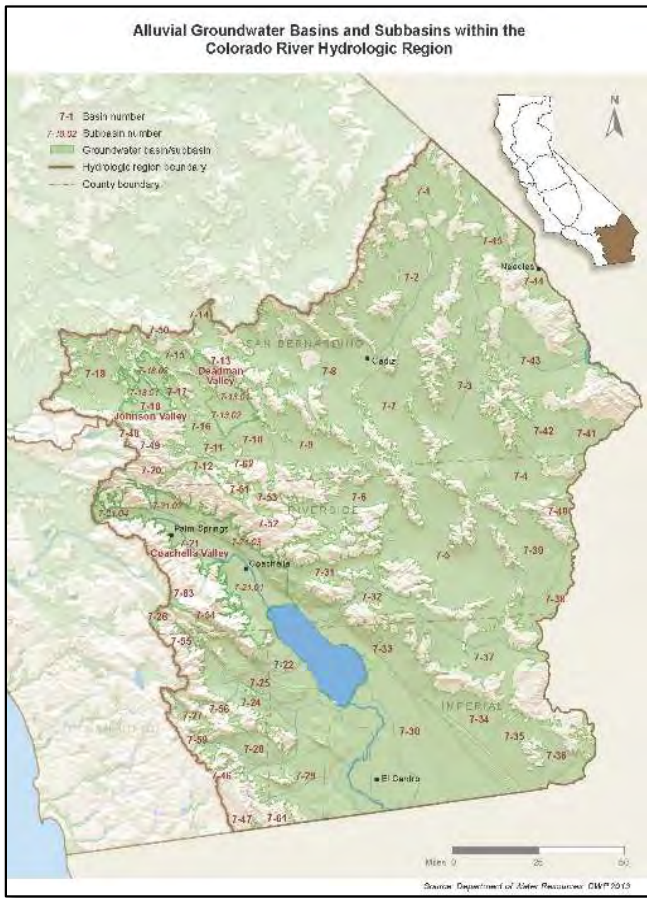 Alluvial Groundwater Basins and Subbasins within the
Colorado River Hydrologic Region
N
7-1 Basin number
Subbasin number
Groundwater basin/subbasin
Hydrologic region boundary
County boundary
7-1
7-45
Needles
7-44
7-2
7-14
7-50
SAN BERNARDINO
7-15
7-13
Deadman
Valley
7-8
Cadiz
7-43
7-19
7-17
7-3
7-18
Johnson Valley
7-7
7-16
7-48
7-49
7-11
7-10
7-9
7-42
7-41
7-20
7-12
7-62
7-4
7-51
7-53
7-6
RIVERSIDE
7-52
Palm Springs
Coachella Valley
7-39
Coachella
7-31
7-21.01
7-32
7-38
7-63
7-54
7-26
7-55
7-33
7-22
7-37
7-25
7-24
IMPERIAL
7-56
7-27
7-34
7-59
7-30
7-35
7-28
7-36
7-46
7-29
El Centro
7-47
7-61
Miles 0 25 50
Source: Department of Water Resources, CWP 2013